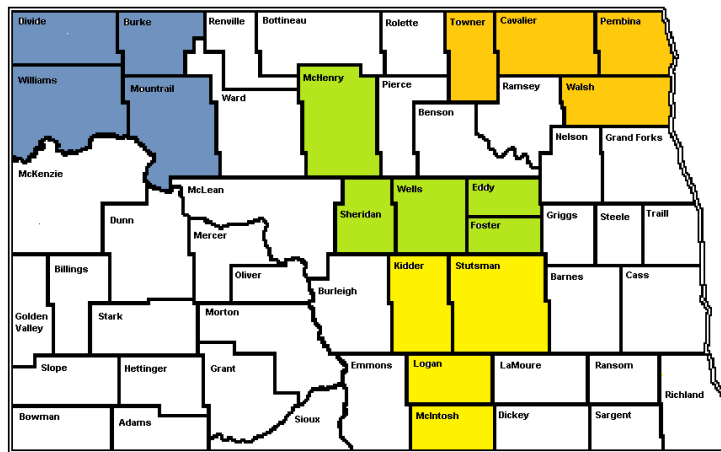 Divide
Burke
Renville
Bottineau
Rolette
Towner
Cavalier
Pembina
Williams
Mountrail
Ward
McHenry
Pierce
Benson
Ramsey
Walsh
Nelson
Grand Forks
McKenzie
McLean
Dunn
Mercer
Sheridan
Wells
Eddy
Foster
Griggs
Steele
Traill
Billings
Oliver
Burleigh
Kidder
Stutsman
Barnes
Cass
Golden
Valley
Stark
Morton
Slope
Hettinger
Grant
Emmons
Logan
LaMoure
Ransom
Richland
Bowman
Adams
Sioux
McIntosh
Dickey
Sargent